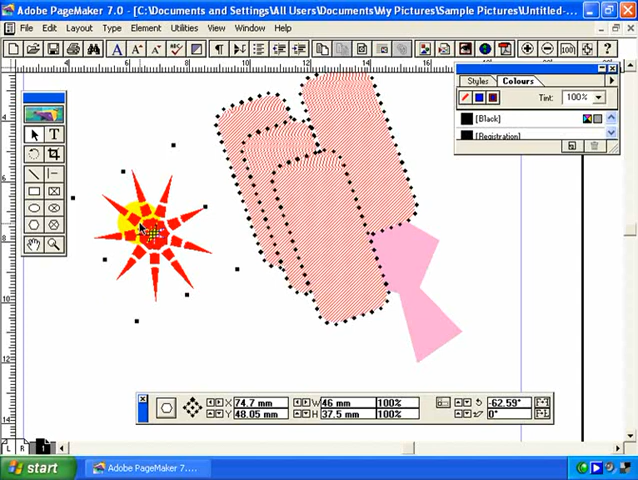 Adobe PageMaker 7.0 - [C:\Documents and Settings\All Users\Documents\My Pictures\Sample Pictures\Untitled-...
File Edit Layout Type Element Utilities View Window Help
Styles Colours
Tint: 100%
[Black]
[Registration]
X 74.7 mm W 46 mm 100% -62.59°
Y 48.05 mm H 37.5 mm 100% 0°
L R 1
start Adobe PageMaker 7....